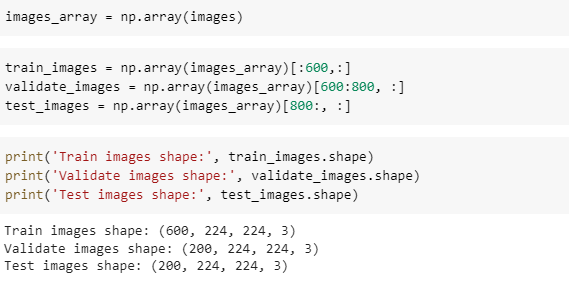 images_array = np.array(images)
train_images = np.array(images_array)[:600,:]
validate_images = np.array(images_array)[600:800, :]
test_images = np.array(images_array)[800:, :]
print('Train images shape:', train_images.shape)
print('Validate images shape:', validate_images.shape)
print('Test images shape:', test_images.shape)
Train images shape: (600, 224, 224, 3)
Validate images shape: (200, 224, 224, 3)
Test images shape: (200, 224, 224, 3)